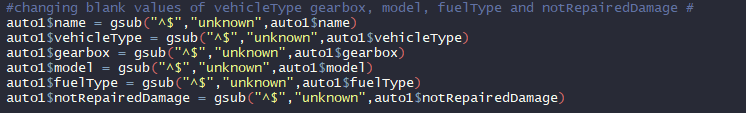 #changing blank values of vehicleType gearbox, model, fuelType and notRepairedDamage #
auto1$name = gsub("^$","unknown",auto1$name)
auto1$vehicleType = gsub("^$","unknown",auto1$vehicleType)
auto1$gearbox = gsub("^$","unknown",auto1$gearbox)
auto1$model = gsub("^$","unknown",auto1$model)
auto1$fuelType = gsub("^$","unknown",auto1$fuelType)
auto1$notRepairedDamage = gsub("^$","unknown",auto1$notRepairedDamage)